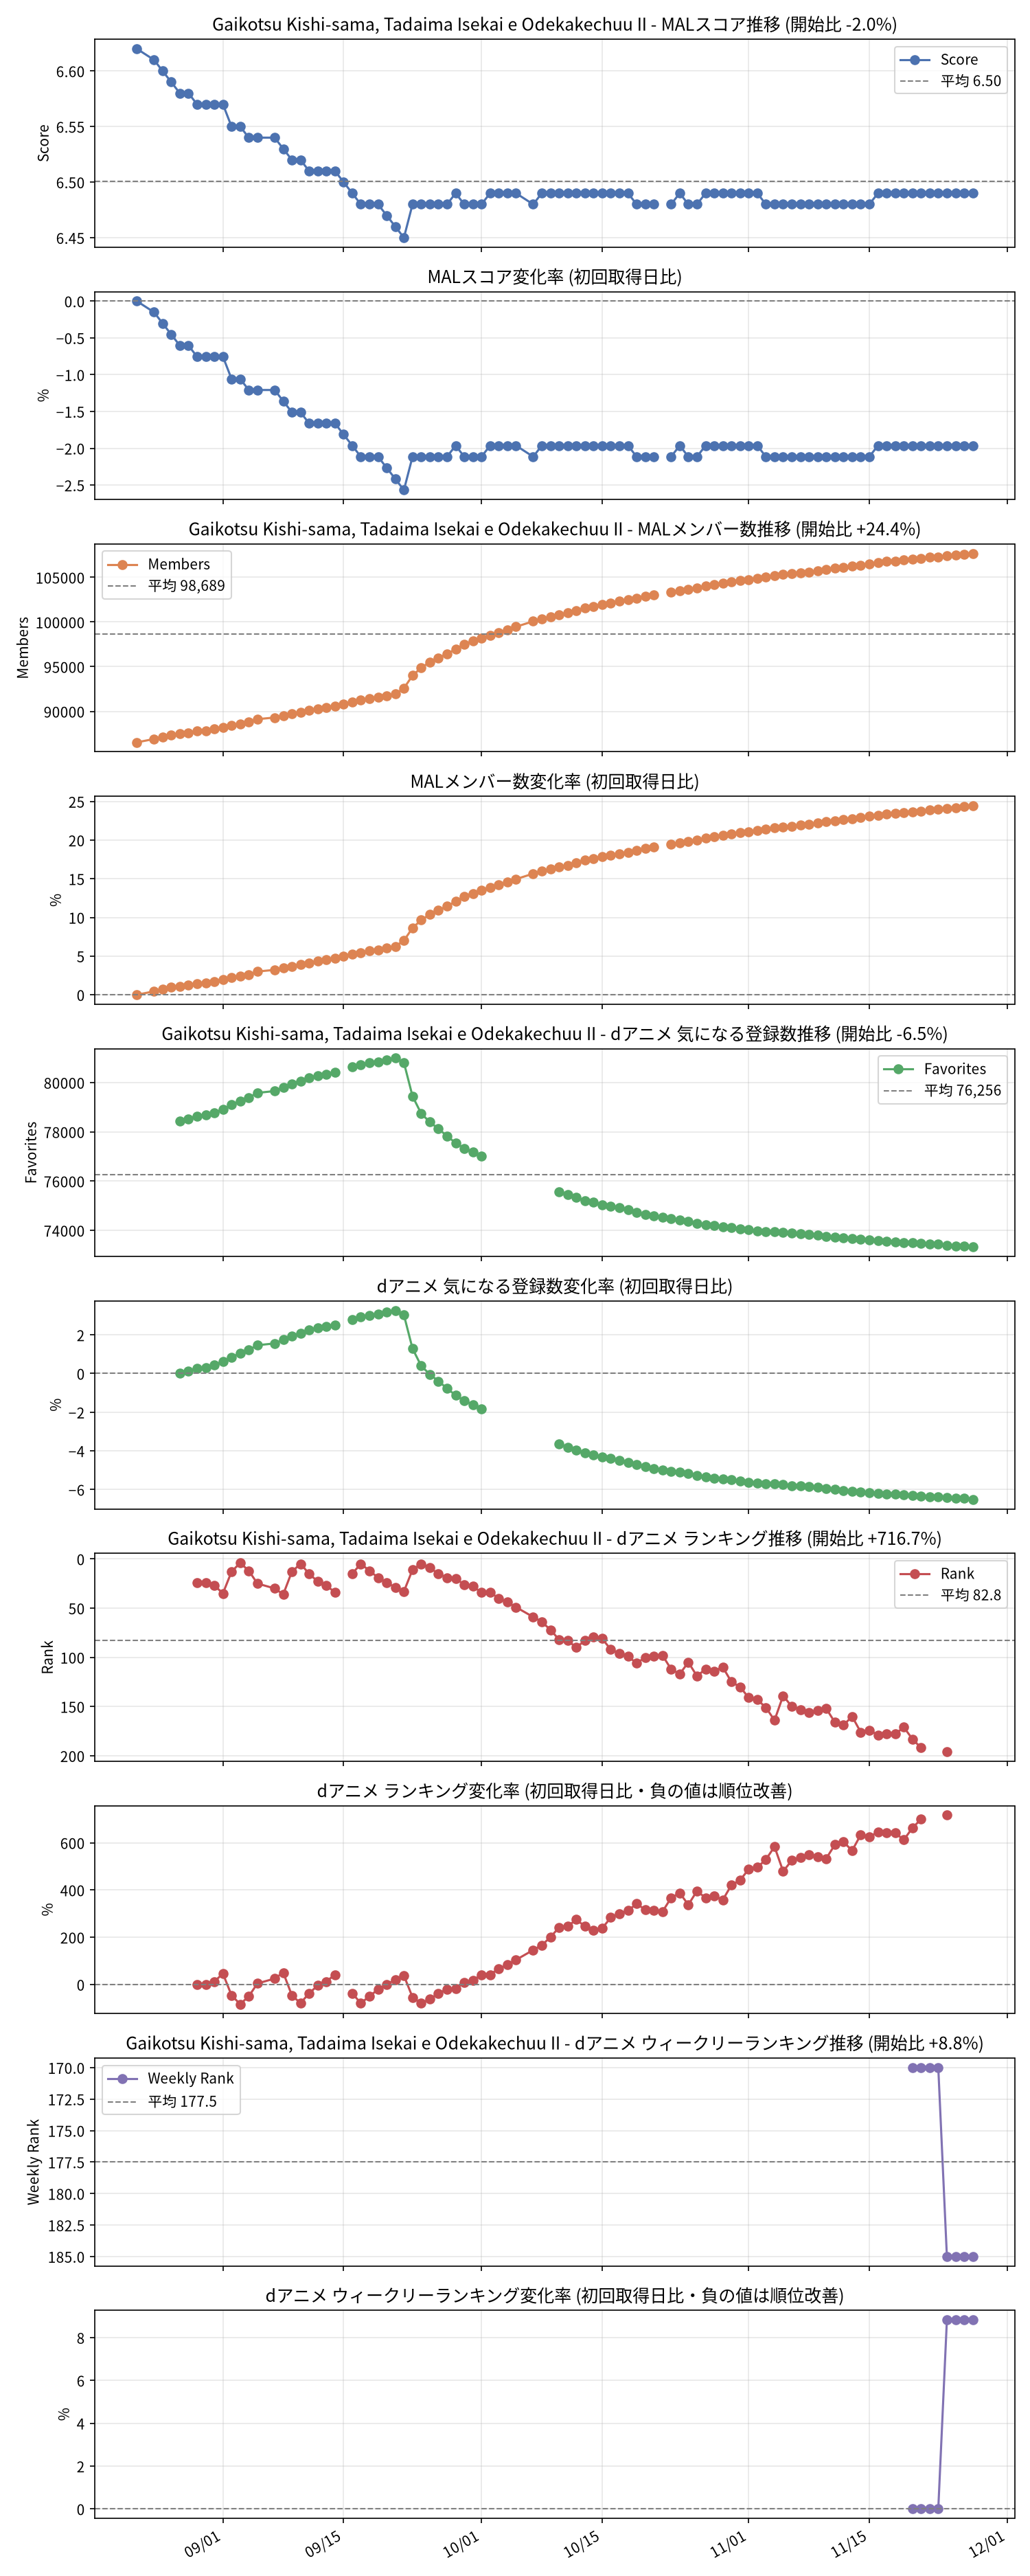 Gaikotsu Kishi-sama, Tadaima Isekai e Odekakechuu II - MALスコア推移 (開始比 -2.0%)
Score
平均 6.50
6.60
6.55
6.50
6.45
Score
MALスコア変化率 (初回取得日比)
0.0
−0.5
−1.0
−1.5
−2.0
−2.5
%
Gaikotsu Kishi-sama, Tadaima Isekai e Odekakechuu II - MALメンバー数推移 (開始比 +24.4%)
Members
平均 98,689
105000
100000
95000
90000
Members
MALメンバー数変化率 (初回取得日比)
25
20
15
10
5
0
%
Gaikotsu Kishi-sama, Tadaima Isekai e Odekakechuu II - dアニメ 気になる登録数推移 (開始比 -6.5%)
Favorites
平均 76,256
80000
78000
76000
74000
Favorites
dアニメ 気になる登録数変化率 (初回取得日比)
2
0
−2
−4
−6
%
Gaikotsu Kishi-sama, Tadaima Isekai e Odekakechuu II - dアニメ ランキング推移 (開始比 +716.7%)
Rank
平均 82.8
0
50
100
150
200
Rank
dアニメ ランキング変化率 (初回取得日比・負の値は順位改善)
600
400
200
0
%
Gaikotsu Kishi-sama, Tadaima Isekai e Odekakechuu II - dアニメ ウィークリーランキング推移 (開始比 +8.8%)
Weekly Rank
平均 177.5
170.0
172.5
175.0
177.5
180.0
182.5
185.0
Weekly Rank
dアニメ ウィークリーランキング変化率 (初回取得日比・負の値は順位改善)
8
6
4
2
0
%
09/01
09/15
10/01
10/15
11/01
11/15
12/01